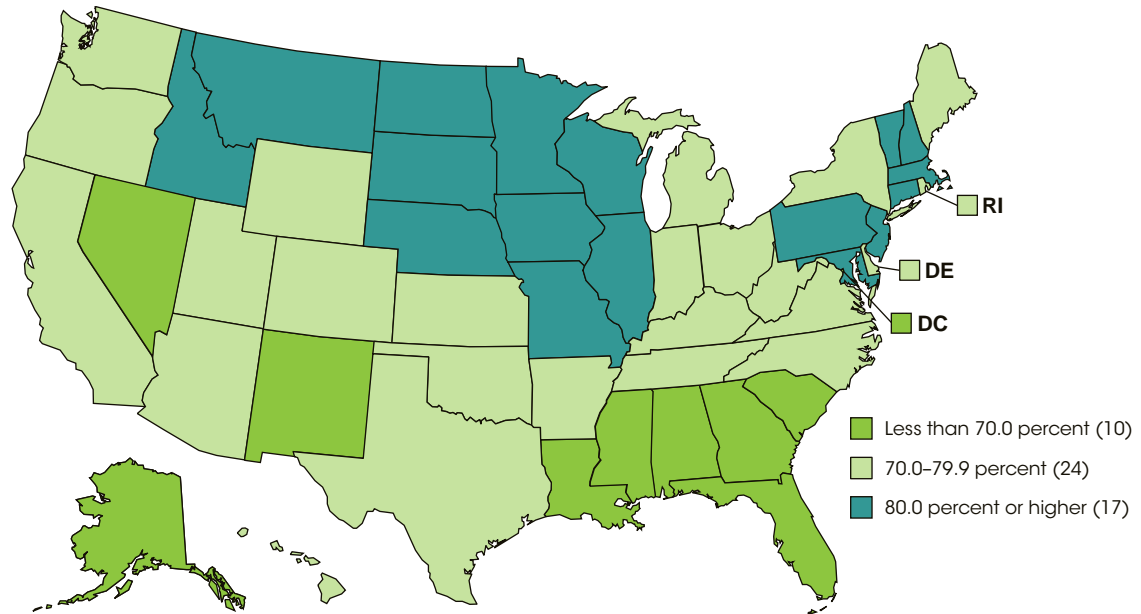 RI
DE
DC
Less than 70.0 percent (10)
70.0–79.9 percent (24)
80.0 percent or higher (17)